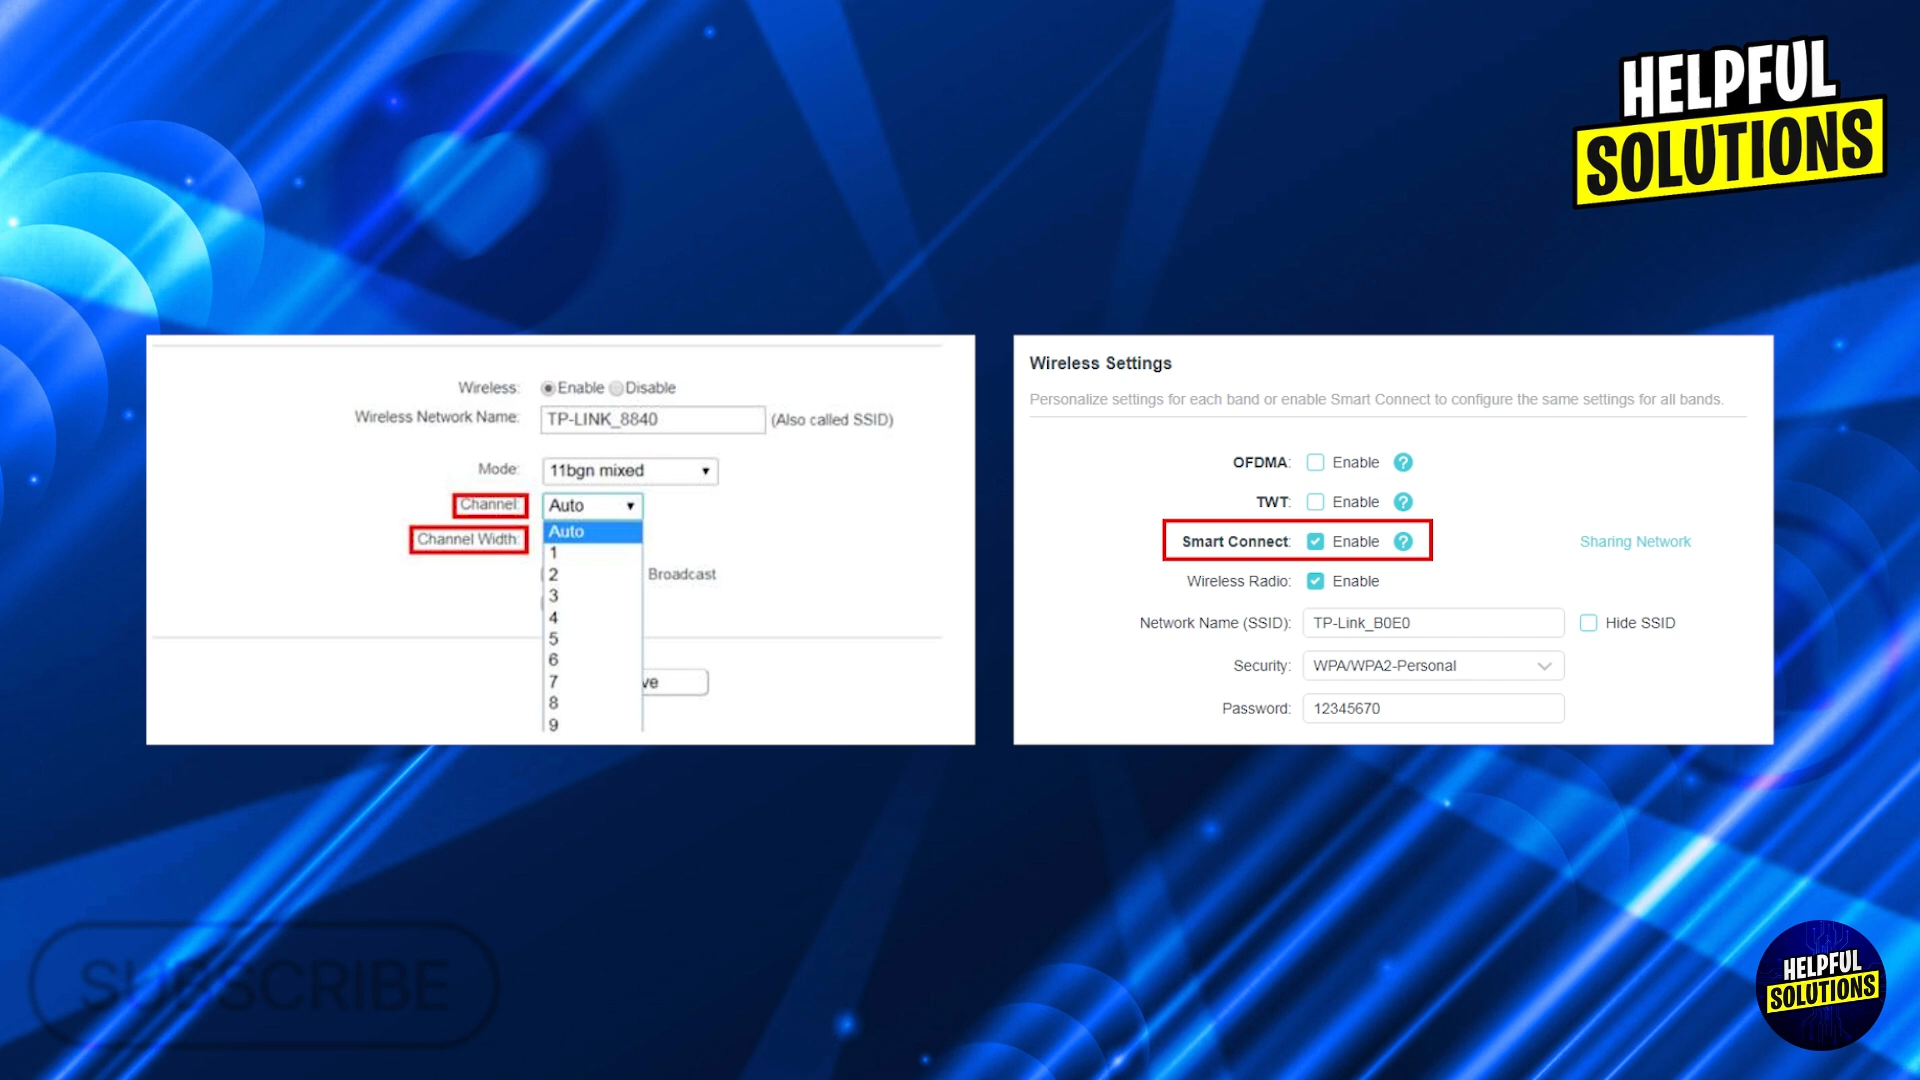 HELPFUL
SOLUTIONS
Wireless: Enable Disable
Wireless Network Name: TP-LINK_8840 (Also called SSID)
Mode: 11bgn mixed
Channel: Auto
Auto
Channel Width:
1
2
Broadcast
3
4
5
6
7
ve
8
9
Wireless Settings
Personalize settings for each band or enable Smart Connect to configure the same settings for all bands.
OFDMA: Enable ?
TWT: Enable ?
Smart Connect: Enable ? Sharing Network
Wireless Radio: Enable
Network Name (SSID): TP-Link_B0E0 Hide SSID
Security: WPA/WPA2-Personal
Password: 12345670
SUBSCRIBE
HELPFUL
SOLUTIONS